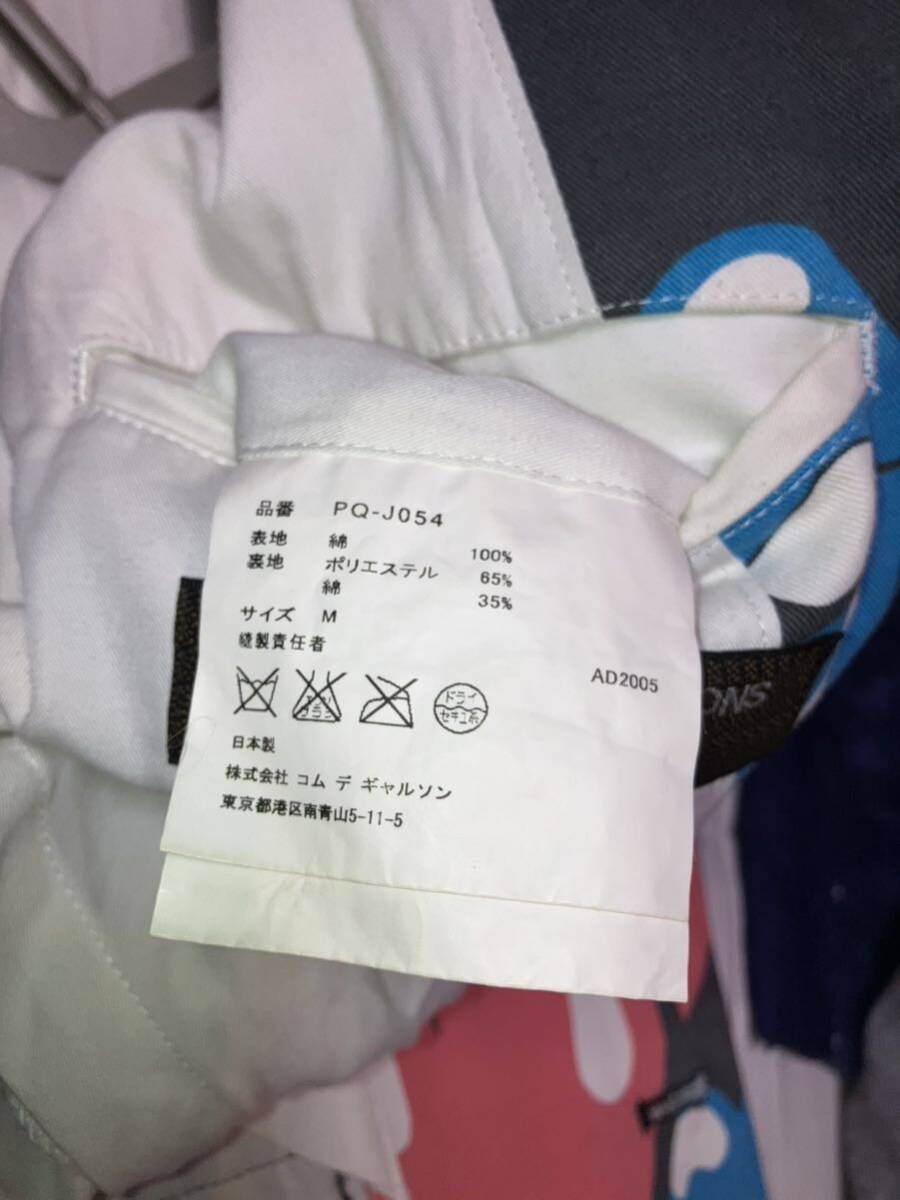 品番 PQ-J054
表地 綿 100%
裏地 ポリエステル 65%
綿 35%
サイズ M
縫製責任者
AD2005
ドライ
セキユ系
日本製
株式会社 コム デ ギャルソン
東京都港区南青山5-11-5
ONS